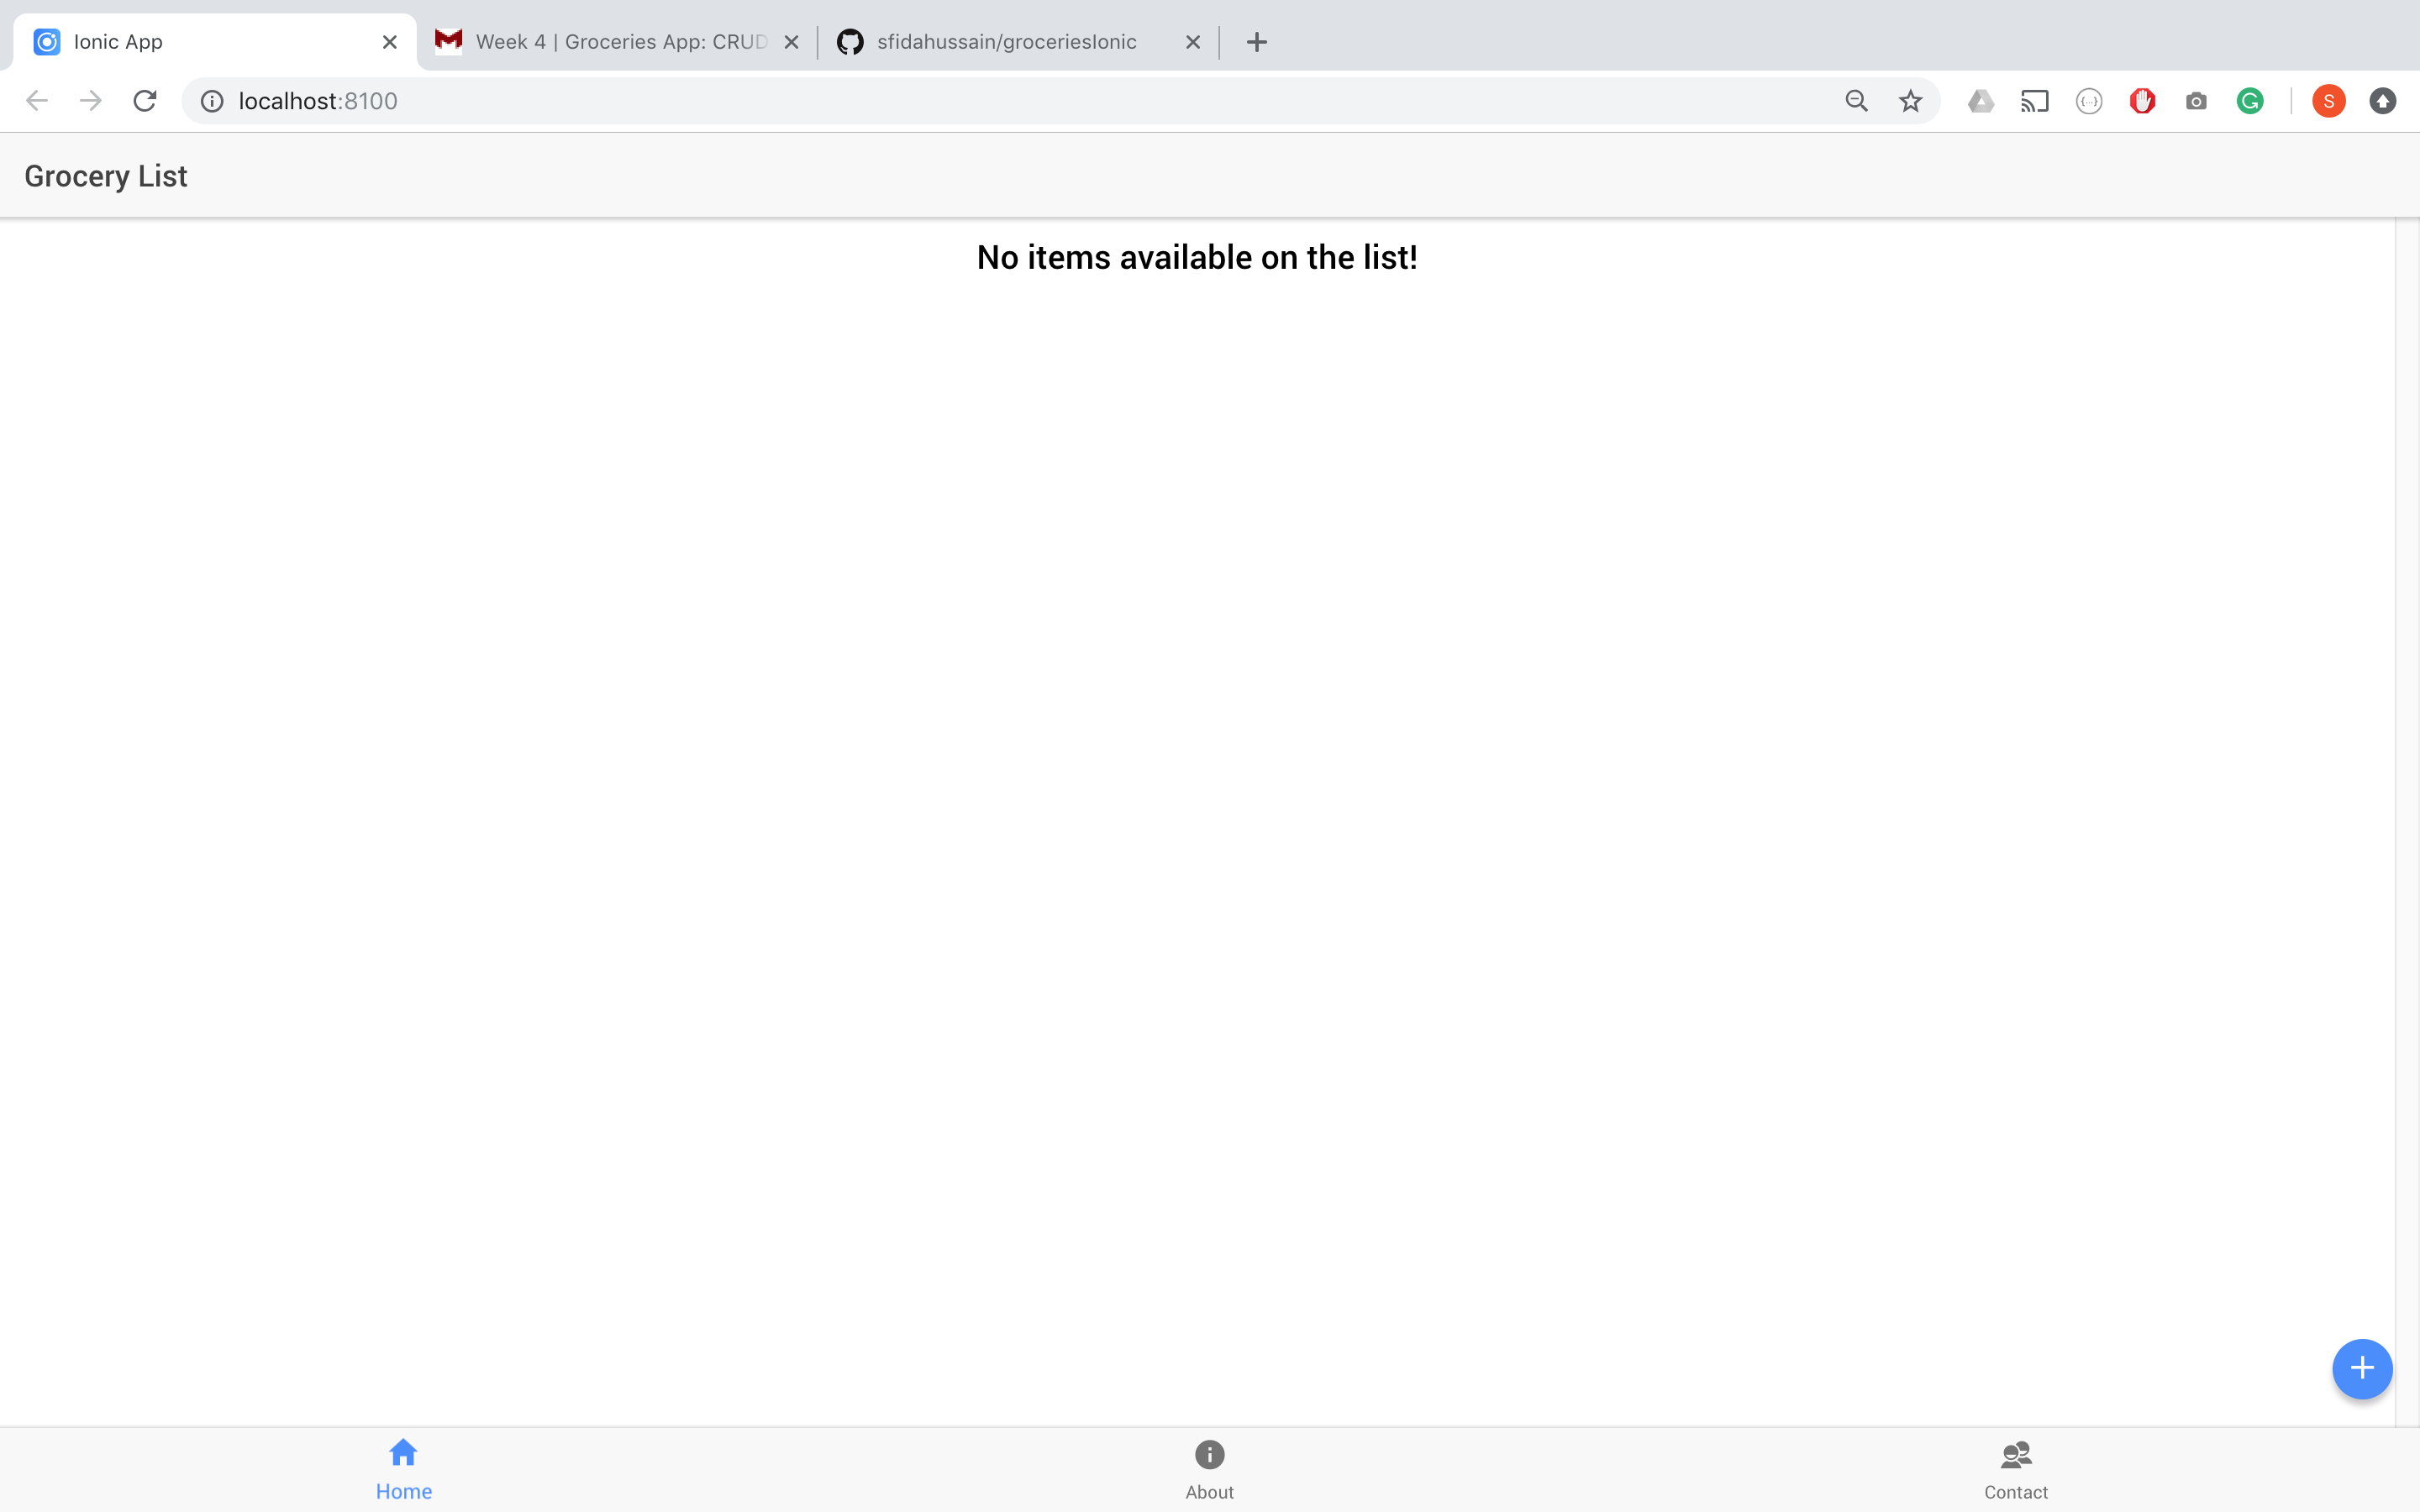 Ionic App
Week 4 | Groceries App: CRUD
sfidahussain/groceriesIonic
localhost:8100
S
Grocery List
No items available on the list!
Home
About
Contact